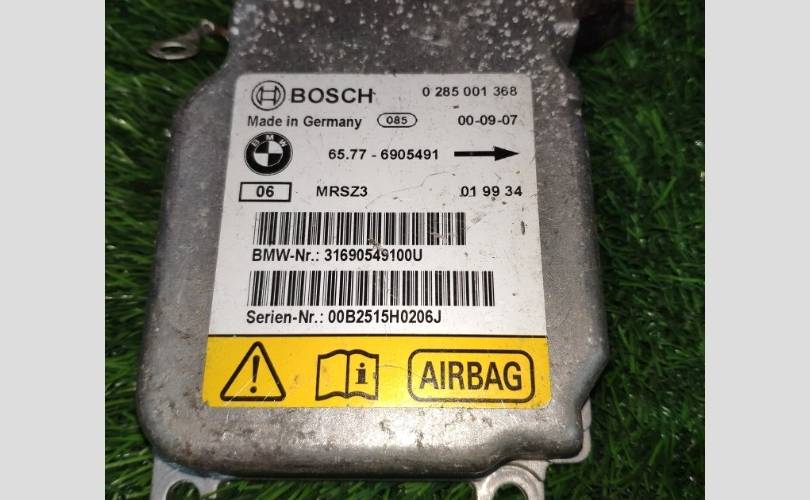 BOSCH 0 285 001 368
Made in Germany 085 00-09-07
BMW 65.77 - 6905491
06 MRSZ3 01 99 34
BMW-Nr.: 31690549100U
Serien-Nr.: 00B2515H0206J
AIRBAG